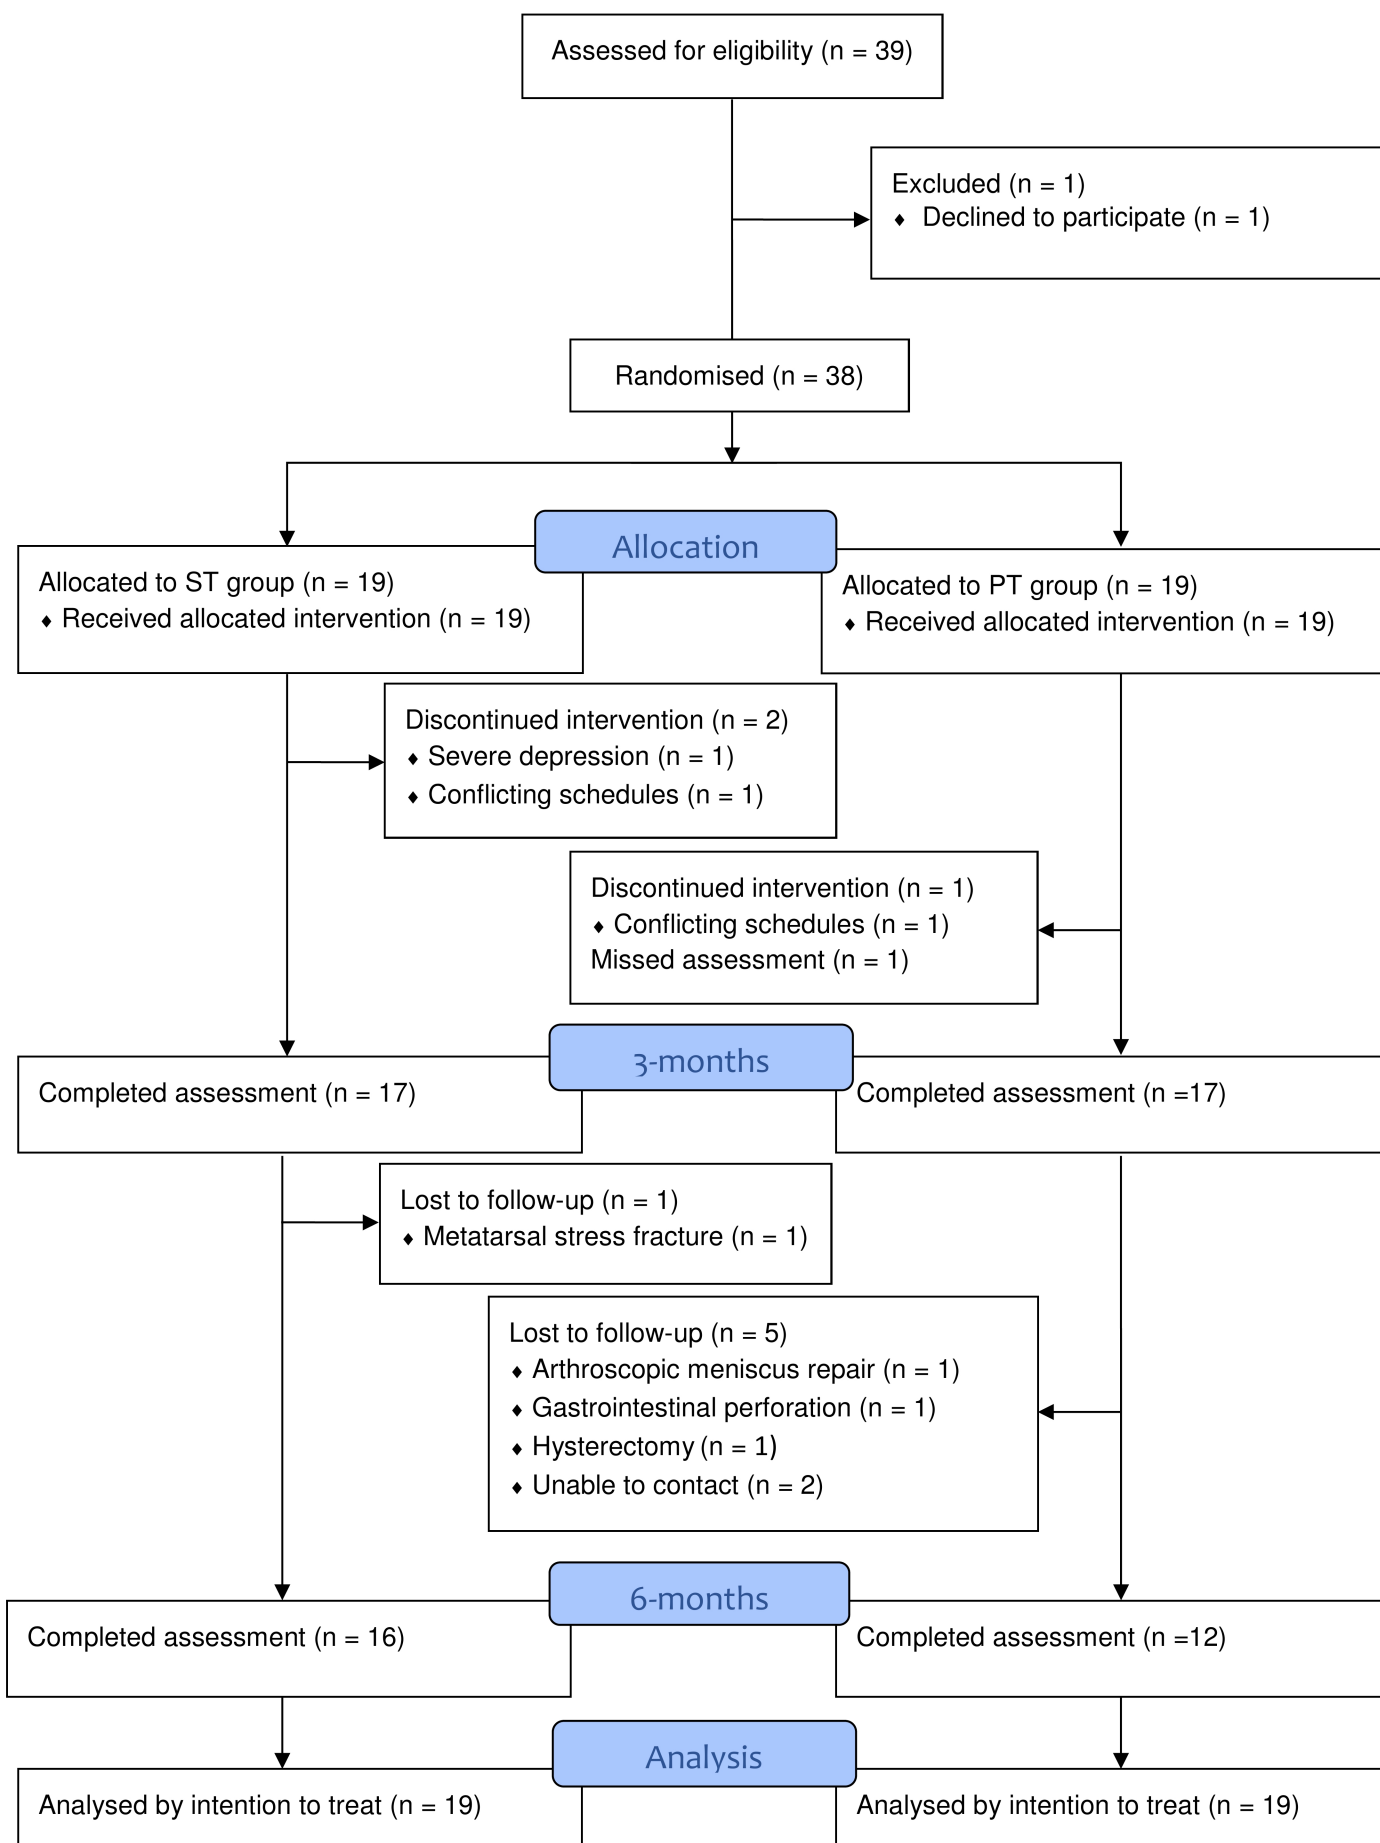 Assessed for eligibility (n = 39)
Excluded (n = 1)
♦ Declined to participate (n = 1)
Randomised (n = 38)
Allocation
Allocated to ST group (n = 19)
♦ Received allocated intervention (n = 19)
Allocated to PT group (n = 19)
♦ Received allocated intervention (n = 19)
Discontinued intervention (n = 2)
♦ Severe depression (n = 1)
♦ Conflicting schedules (n = 1)
Discontinued intervention (n = 1)
♦ Conflicting schedules (n = 1)
Missed assessment (n = 1)
3-months
Completed assessment (n = 17)
Completed assessment (n =17)
Lost to follow-up (n = 1)
♦ Metatarsal stress fracture (n = 1)
Lost to follow-up (n = 5)
♦ Arthroscopic meniscus repair (n = 1)
♦ Gastrointestinal perforation (n = 1)
♦ Hysterectomy (n = 1)
♦ Unable to contact (n = 2)
6-months
Completed assessment (n = 16)
Completed assessment (n =12)
Analysis
Analysed by intention to treat (n = 19)
Analysed by intention to treat (n = 19)